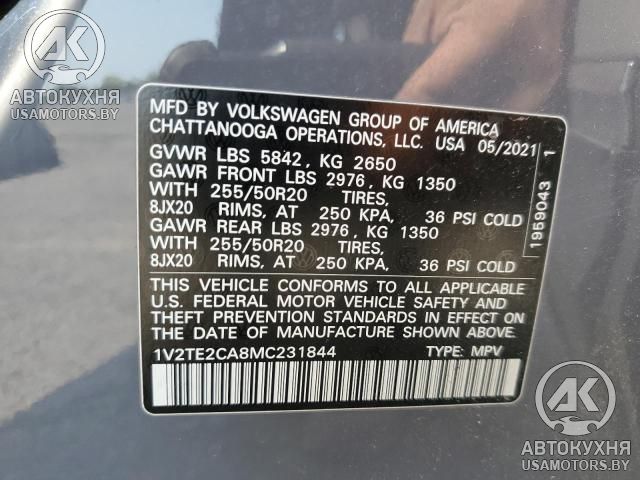 AK
АВТОКУХНЯ
USAMOTORS.BY
MFD BY VOLKSWAGEN GROUP OF AMERICA
CHATTANOOGA OPERATIONS, LLC. USA 05/2021
GVWR LBS 5842, KG 2650
GAWR FRONT LBS 2976, KG 1350
WITH 255/50R20 TIRES,
8JX20 RIMS, AT 250 KPA, 36 PSI COLD
GAWR REAR LBS 2976, KG 1350
WITH 255/50R20 TIRES,
8JX20 RIMS, AT 250 KPA, 36 PSI COLD
THIS VEHICLE CONFORMS TO ALL APPLICABLE
U.S. FEDERAL MOTOR VEHICLE SAFETY AND
THEFT PREVENTION STANDARDS IN EFFECT ON
THE DATE OF MANUFACTURE SHOWN ABOVE.
1V2TE2CA8MC231844 TYPE: MPV
1959043 1
AK
АВТОКУХНЯ
USAMOTORS.BY